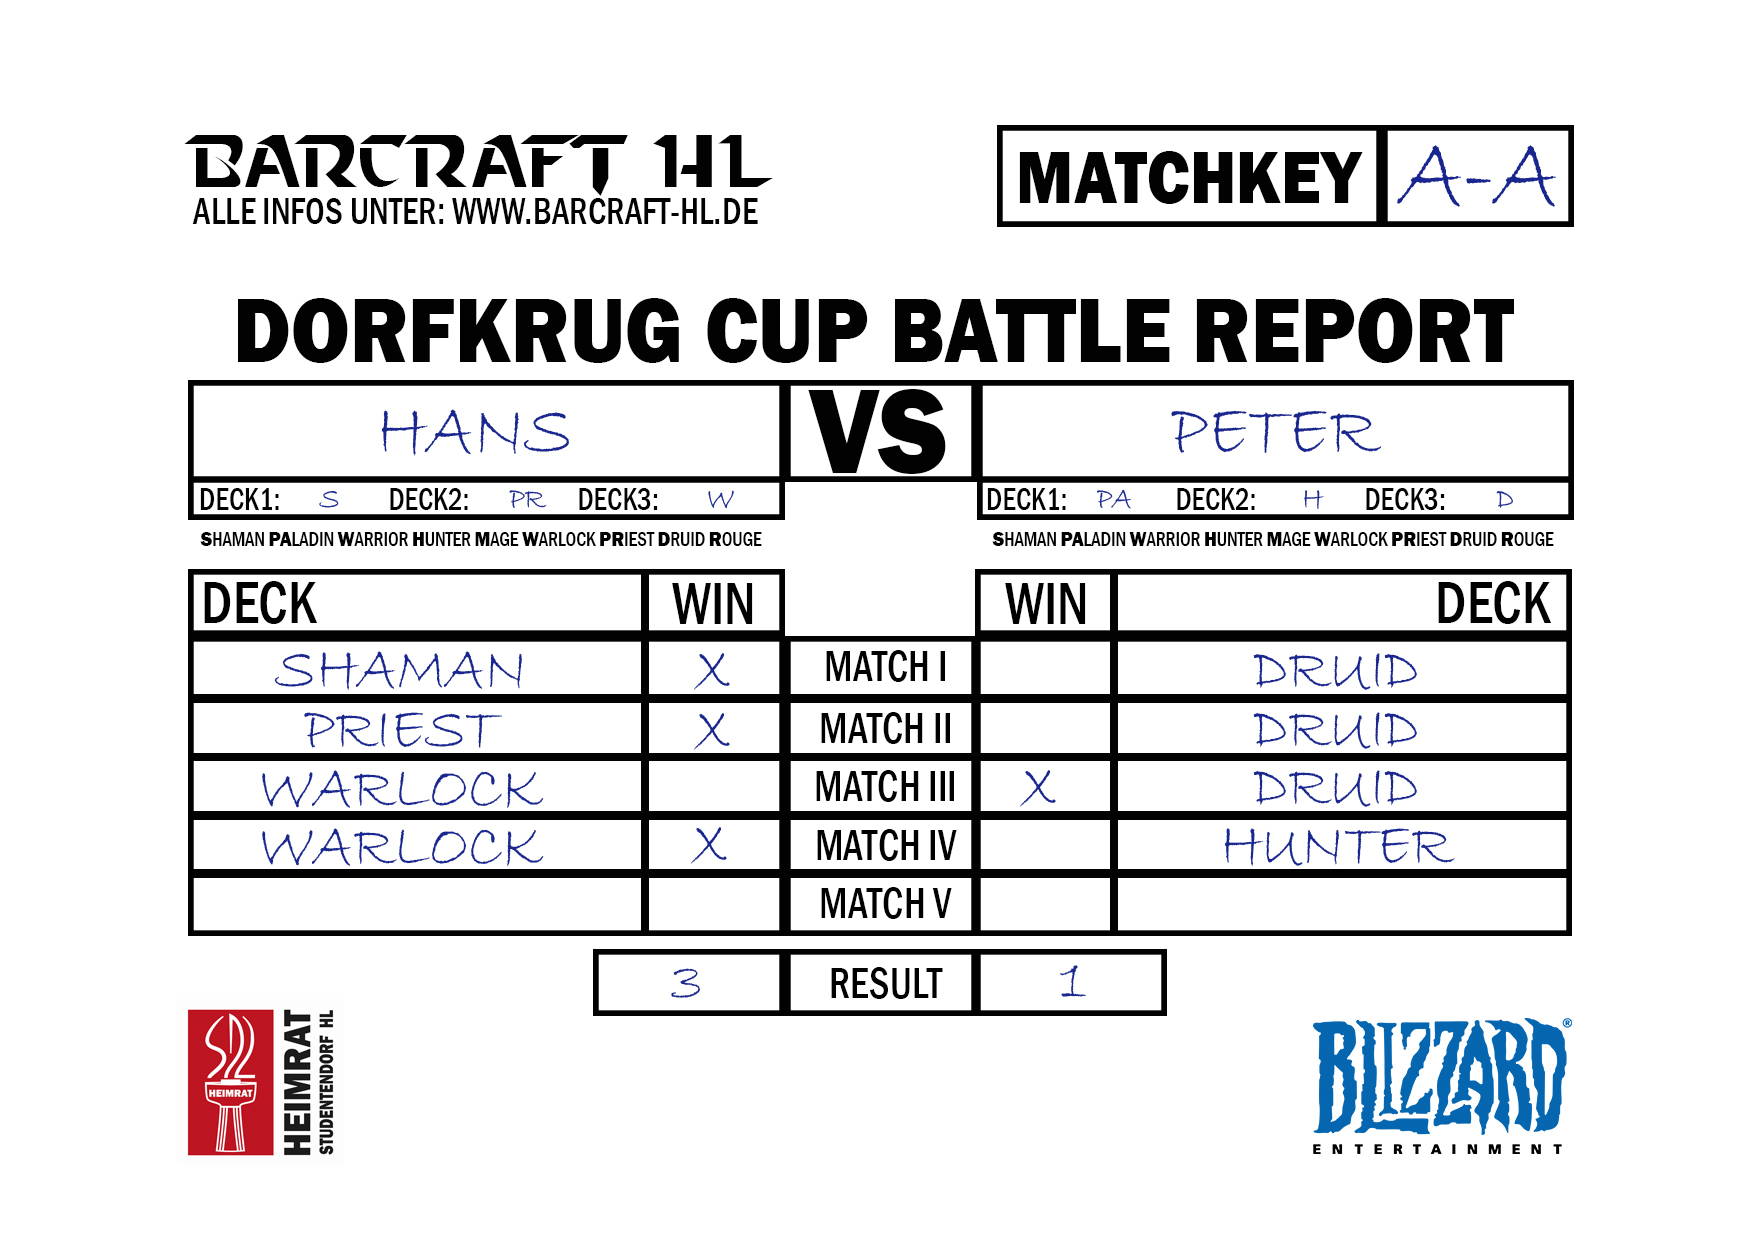 BARCRAFT HL
ALLE INFOS UNTER: WWW.BARCRAFT-HL.DE
MATCHKEY A-A
DORFKRUG CUP BATTLE REPORT
HANS VS PETER
DECK1: S DECK2: PR DECK3: W DECK1: PA DECK2: H DECK3: D
SHAMAN PALADIN WARRIOR HUNTER MAGE WARLOCK PRIEST DRUID ROUGE SHAMAN PALADIN WARRIOR HUNTER MAGE WARLOCK PRIEST DRUID ROUGE
DECK WIN WIN DECK
SHAMAN X MATCH I DRUID
PRIEST X MATCH II DRUID
WARLOCK MATCH III X DRUID
WARLOCK X MATCH IV HUNTER
MATCH V
3 RESULT 1
HEIMRAT
HEIMRAT
STUDENTENDORF HL
BLIZZARD®
ENTERTAINMENT